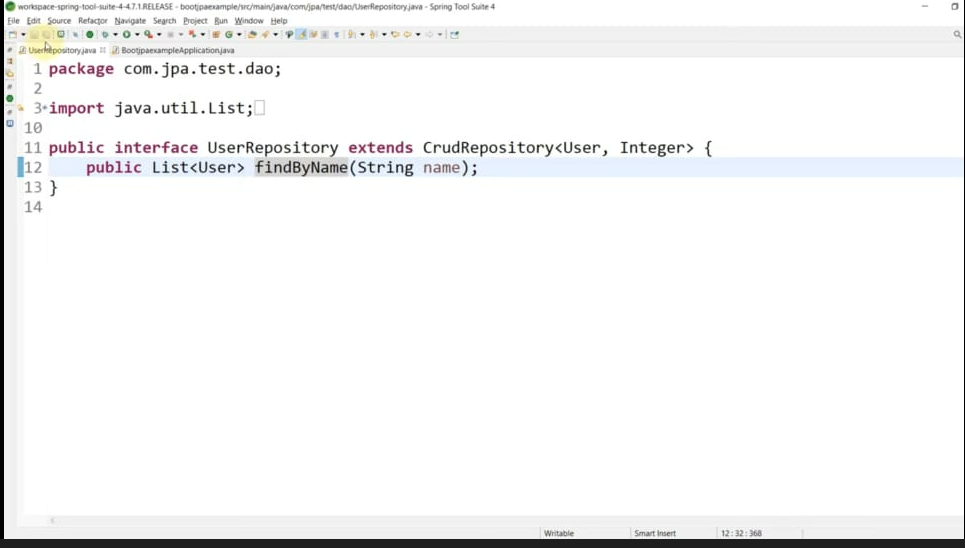 workspace-spring-tool-suite-4-4.7.1.RELEASE - bootjpaexample/src/main/java/com/jpa/test/dao/UserRepository.java - Spring Tool Suite 4
File Edit Source Refactor Navigate Search Project Run Window Help
UserRepository.java BootjpaexampleApplication.java
1 package com.jpa.test.dao;
2
3 import java.util.List;
10
11 public interface UserRepository extends CrudRepository<User, Integer> {
12 public List<User> findByName(String name);
13 }
14
Writable Smart Insert 12 : 32 : 368